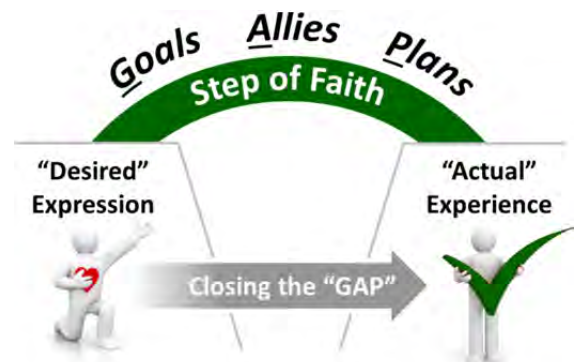 Goals Allies Plans
Step of Faith
“Desired”
Expression
“Actual”
Experience
Closing the “GAP”